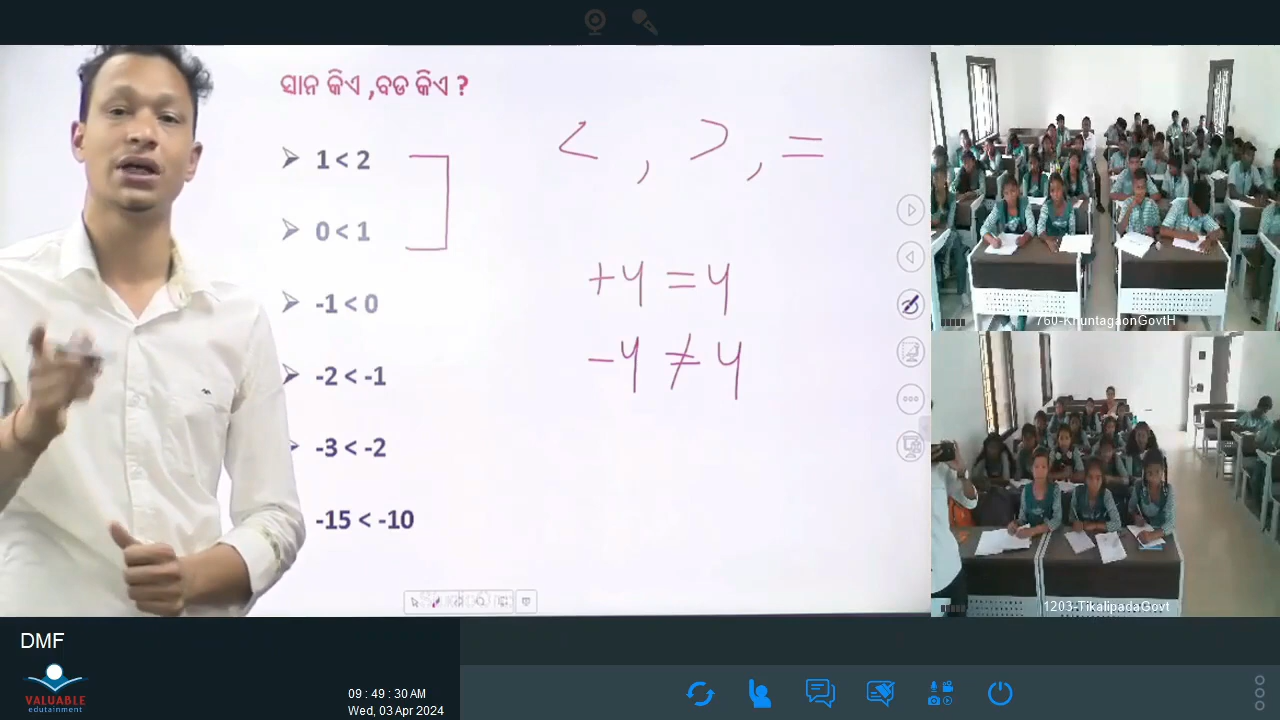 ସାନ କିଏ ,ବଡ କିଏ ?
➤ 1 < 2
➤ 0 < 1
➤ -1 < 0
➤ -2 < -1
➤ -3 < -2
-15 < -10
< , > , =
+4 = 4
-4 ≠ 4
760-KhuntagaonGovtH
1203-TikalipadaGovt
DMF
VALUABLE
edutainment
09 : 49 : 30 AM
Wed, 03 Apr 2024